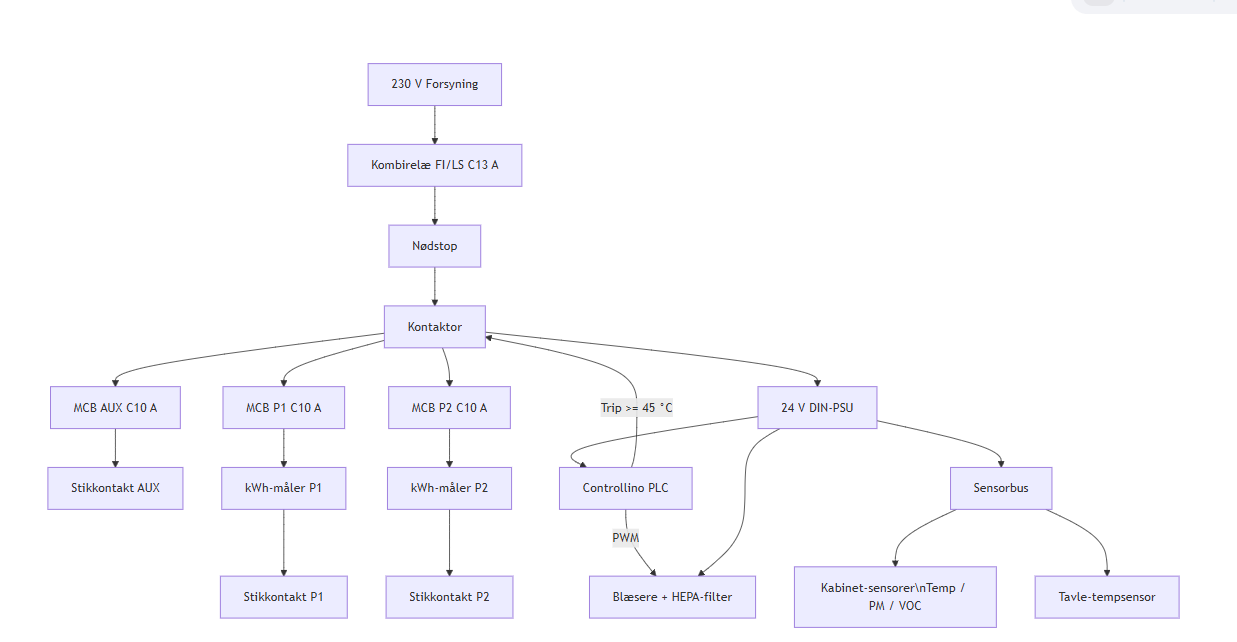 230 V Forsyning
Kombirelæ FI/LS C13 A
Nødstop
Kontaktor
MCB AUX C10 A
MCB P1 C10 A
MCB P2 C10 A
Trip >= 45 °C
24 V DIN-PSU
Stikkontakt AUX
kWh-måler P1
kWh-måler P2
Controllino PLC
Sensorbus
PWM
Stikkontakt P1
Stikkontakt P2
Blæsere + HEPA-filter
Kabinet-sensorer\nTemp /
PM / VOC
Tavle-tempsensor